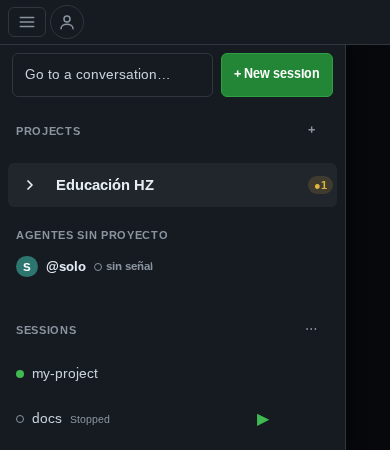 Go to a conversation…
+ New session
PROJECTS +
Educación HZ
●1
AGENTES SIN PROYECTO
S @solo ○ sin señal
SESSIONS ⋯
my-project
docs Stopped